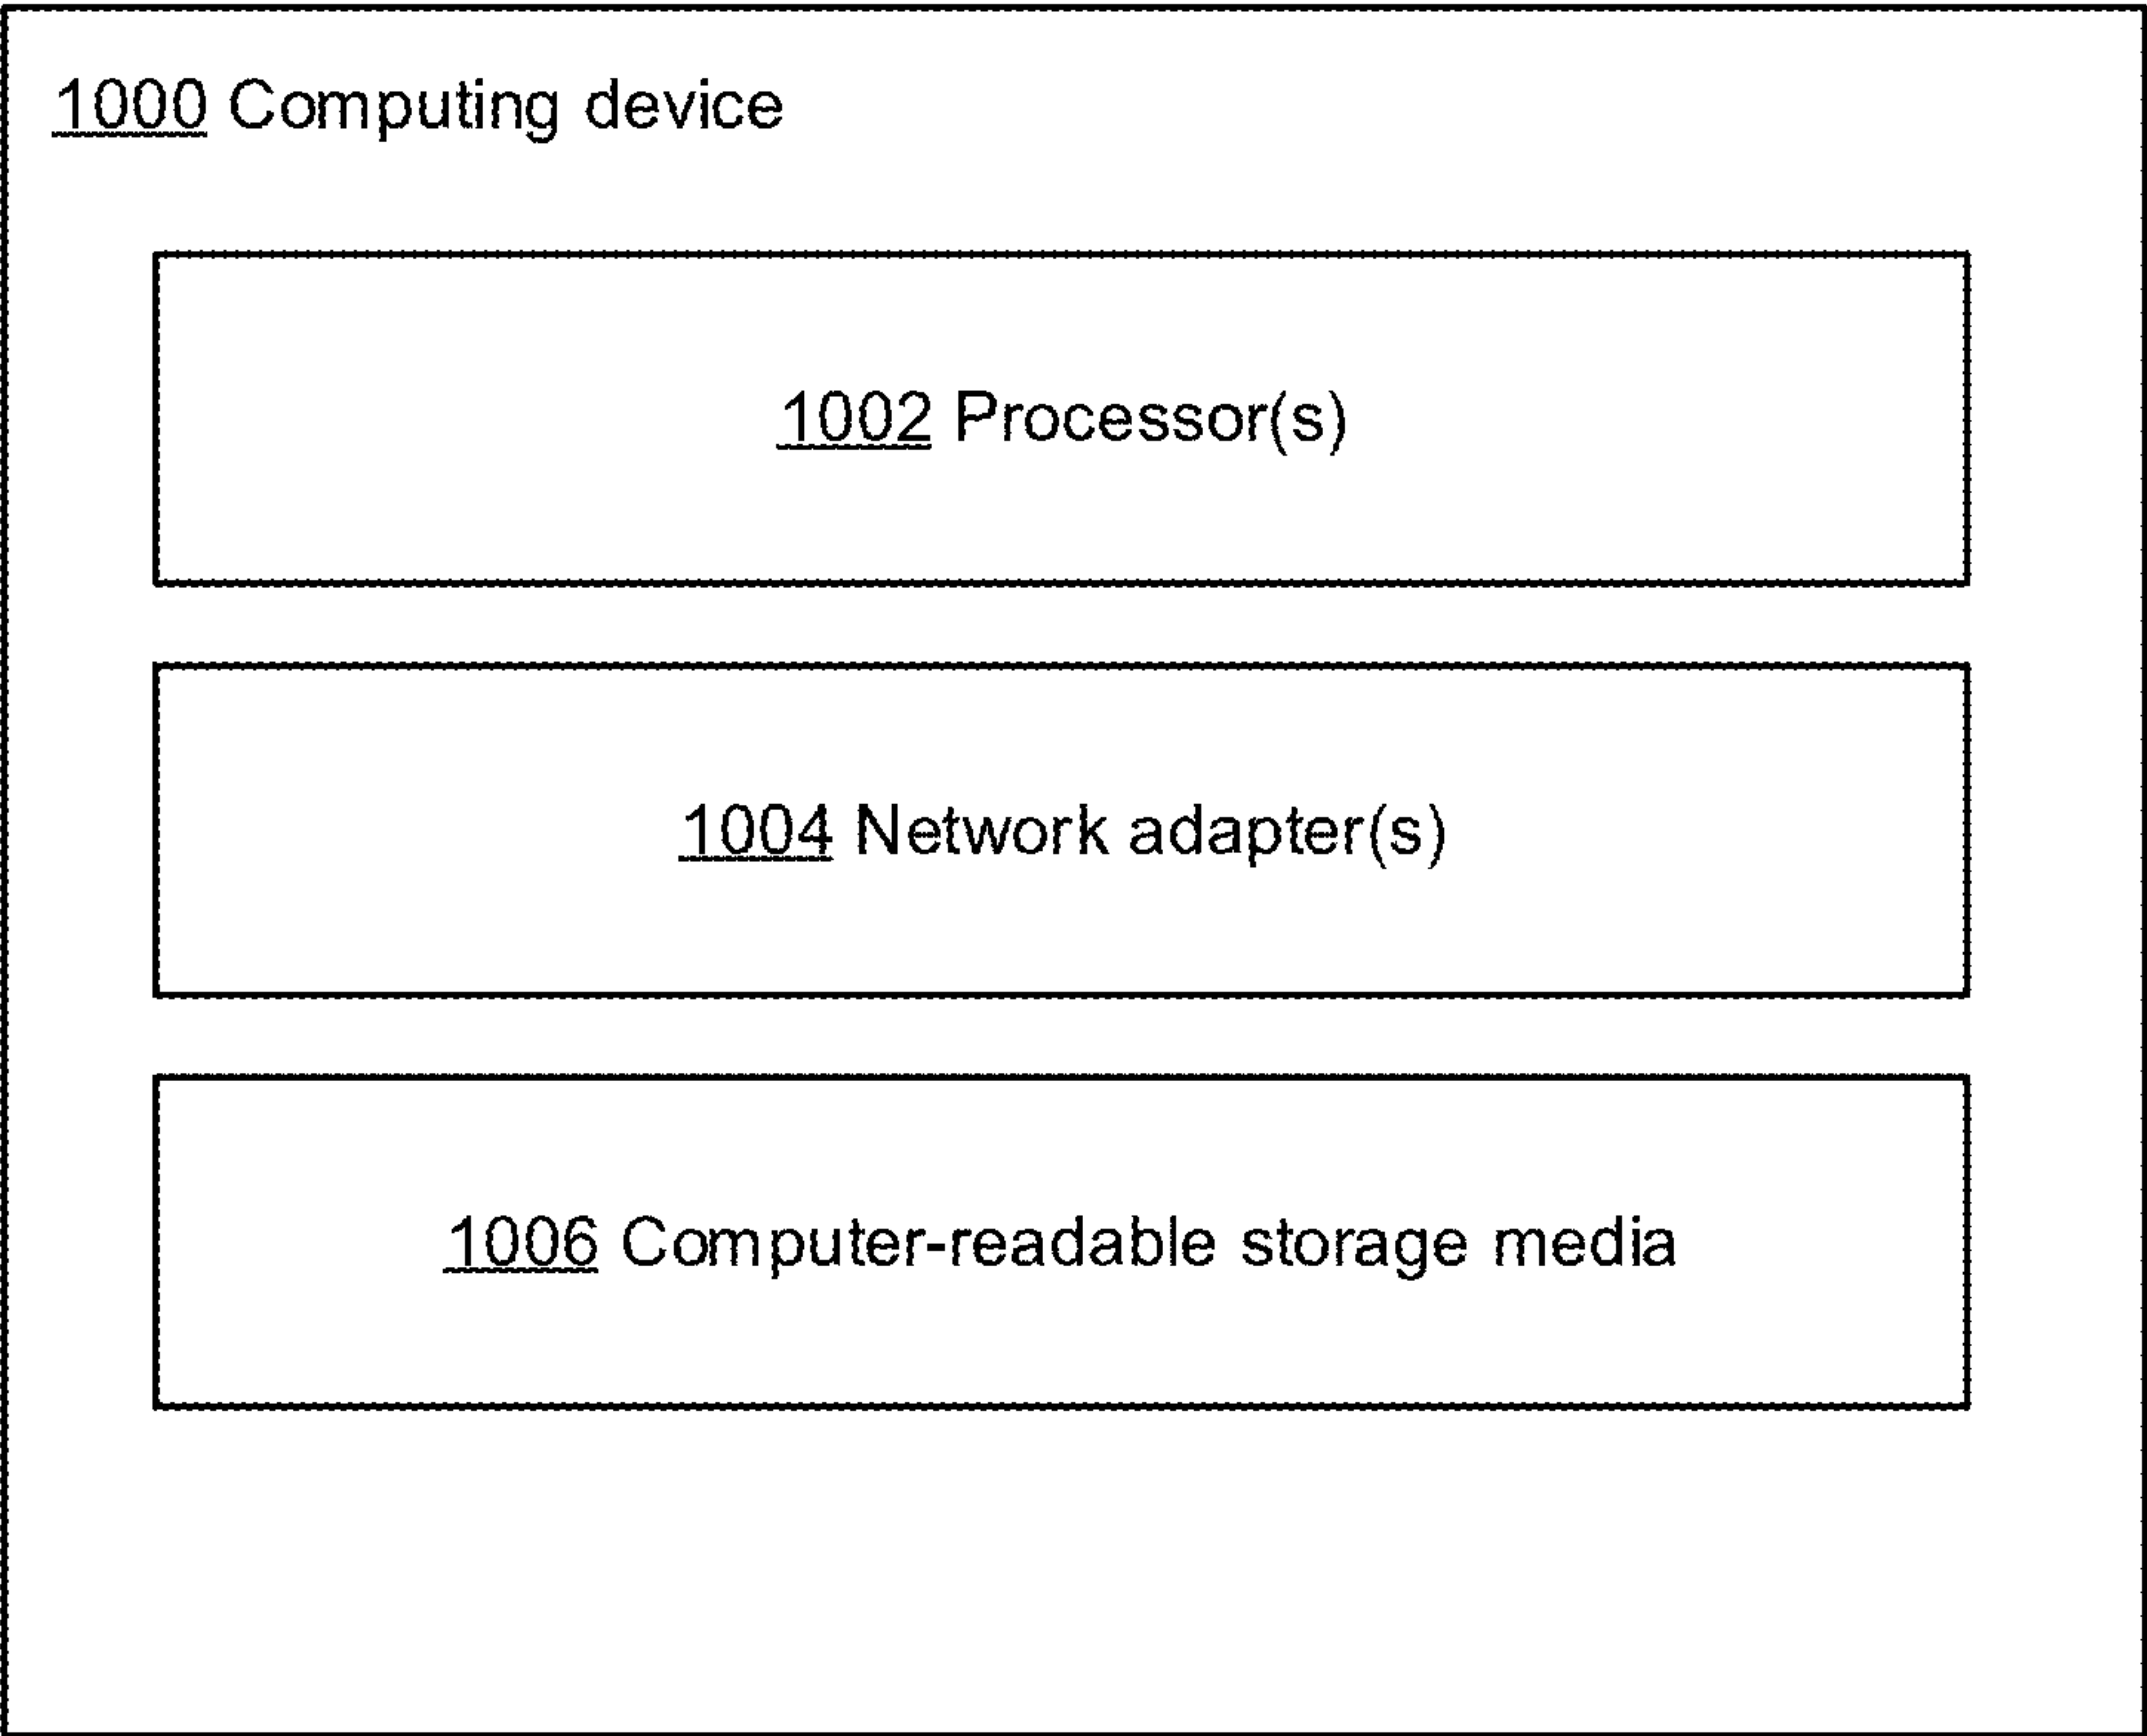 1000 Computing device
1002 Processor(s)
1004 Network adapter(s)
1006 Computer-readable storage media